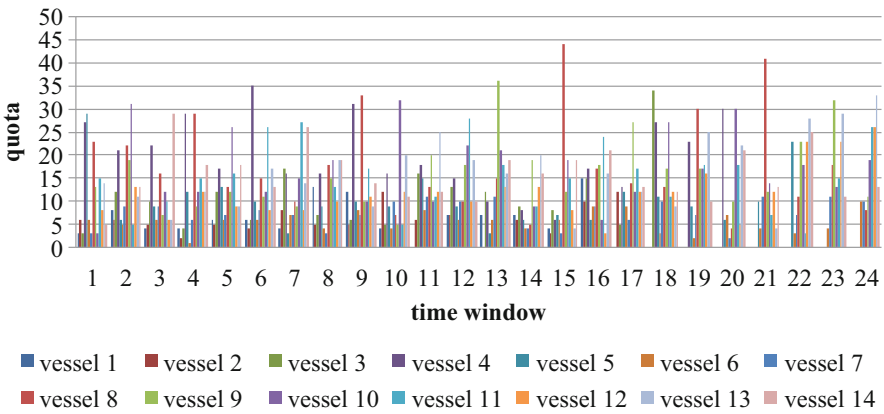 50
45
40
35
30
25
20
15
10
5
0
quota
1 2 3 4 5 6 7 8 9 10 11 12 13 14 15 16 17 18 19 20 21 22 23 24
time window
vessel 1 vessel 2 vessel 3 vessel 4 vessel 5 vessel 6 vessel 7
vessel 8 vessel 9 vessel 10 vessel 11 vessel 12 vessel 13 vessel 14